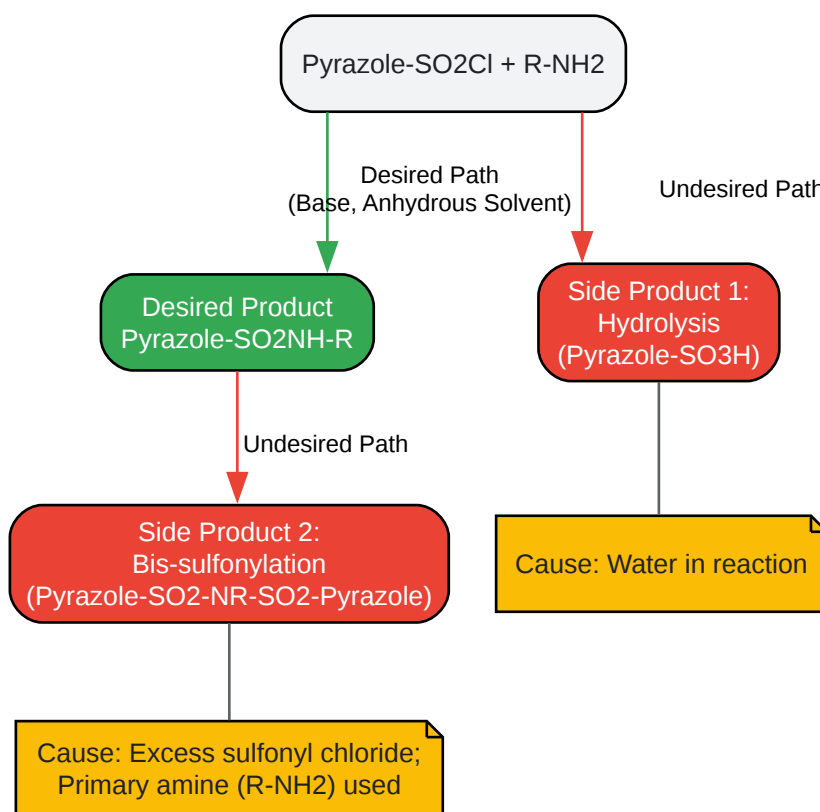 Pyrazole-SO2Cl + R-NH2
Desired Path
(Base, Anhydrous Solvent)
Undesired Path
Desired Product
Pyrazole-SO2NH-R
Side Product 1:
Hydrolysis
(Pyrazole-SO3H)
Undesired Path
Side Product 2:
Bis-sulfonylation
(Pyrazole-SO2-NR-SO2-Pyrazole)
Cause: Water in reaction
Cause: Excess sulfonyl chloride;
Primary amine (R-NH2) used